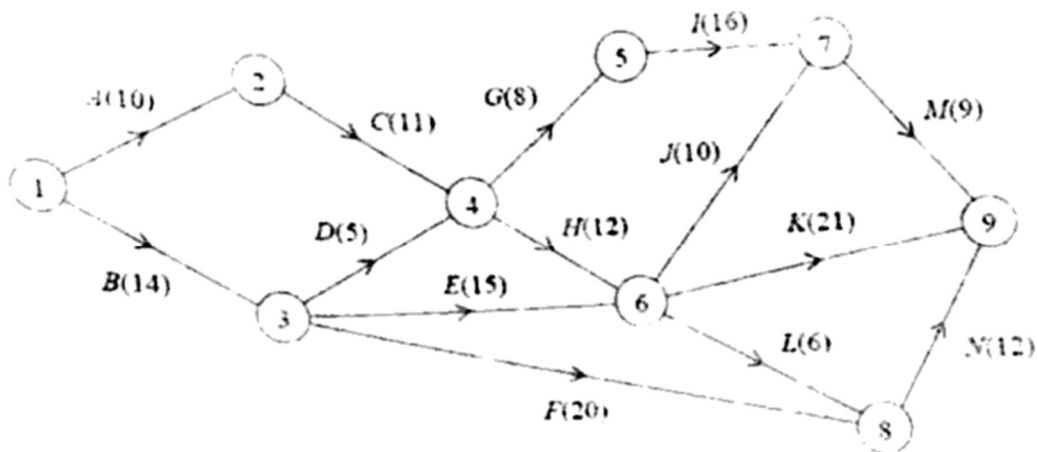 I(16)
7
5
2
A(10)
G(8)
M(9)
C(11)
J(10)
1
4
9
K(21)
D(5)
H(12)
B(14)
E(15)
6
3
L(6)
N(12)
F(20)
8